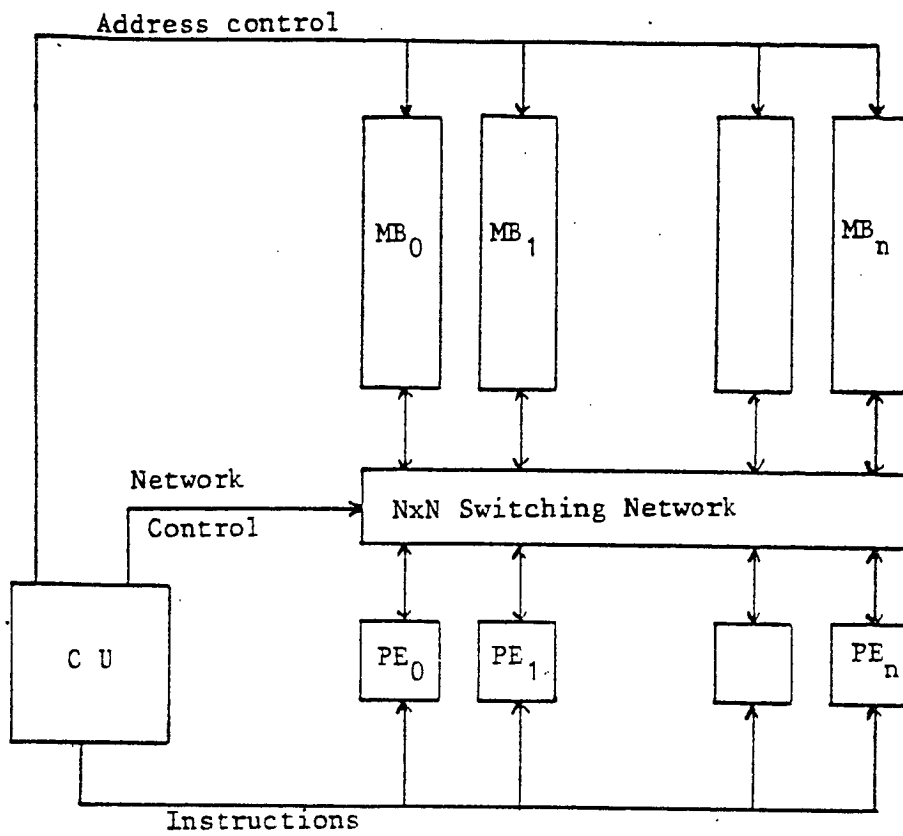 Address control
MB0 MB1 MBn
Network
Control
NxN Switching Network
C U
PE0 PE1 PEn
Instructions